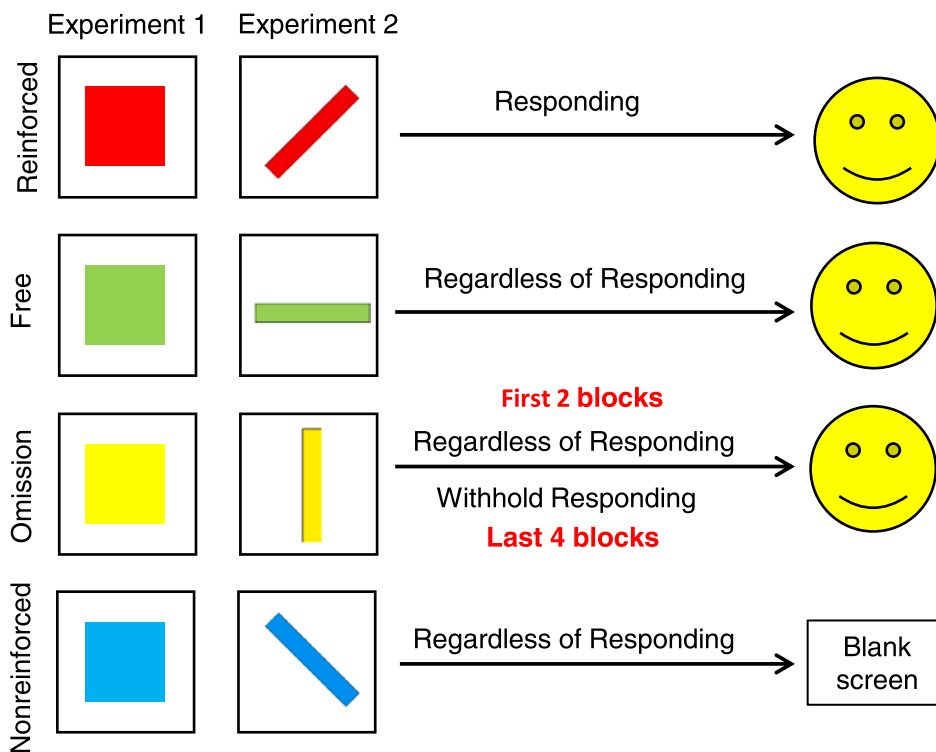 Experiment 1 Experiment 2
Reinforced
Responding
Free
Regardless of Responding
Omission
First 2 blocks
Regardless of Responding
Withhold Responding
Last 4 blocks
Nonreinforced
Regardless of Responding
Blank
screen